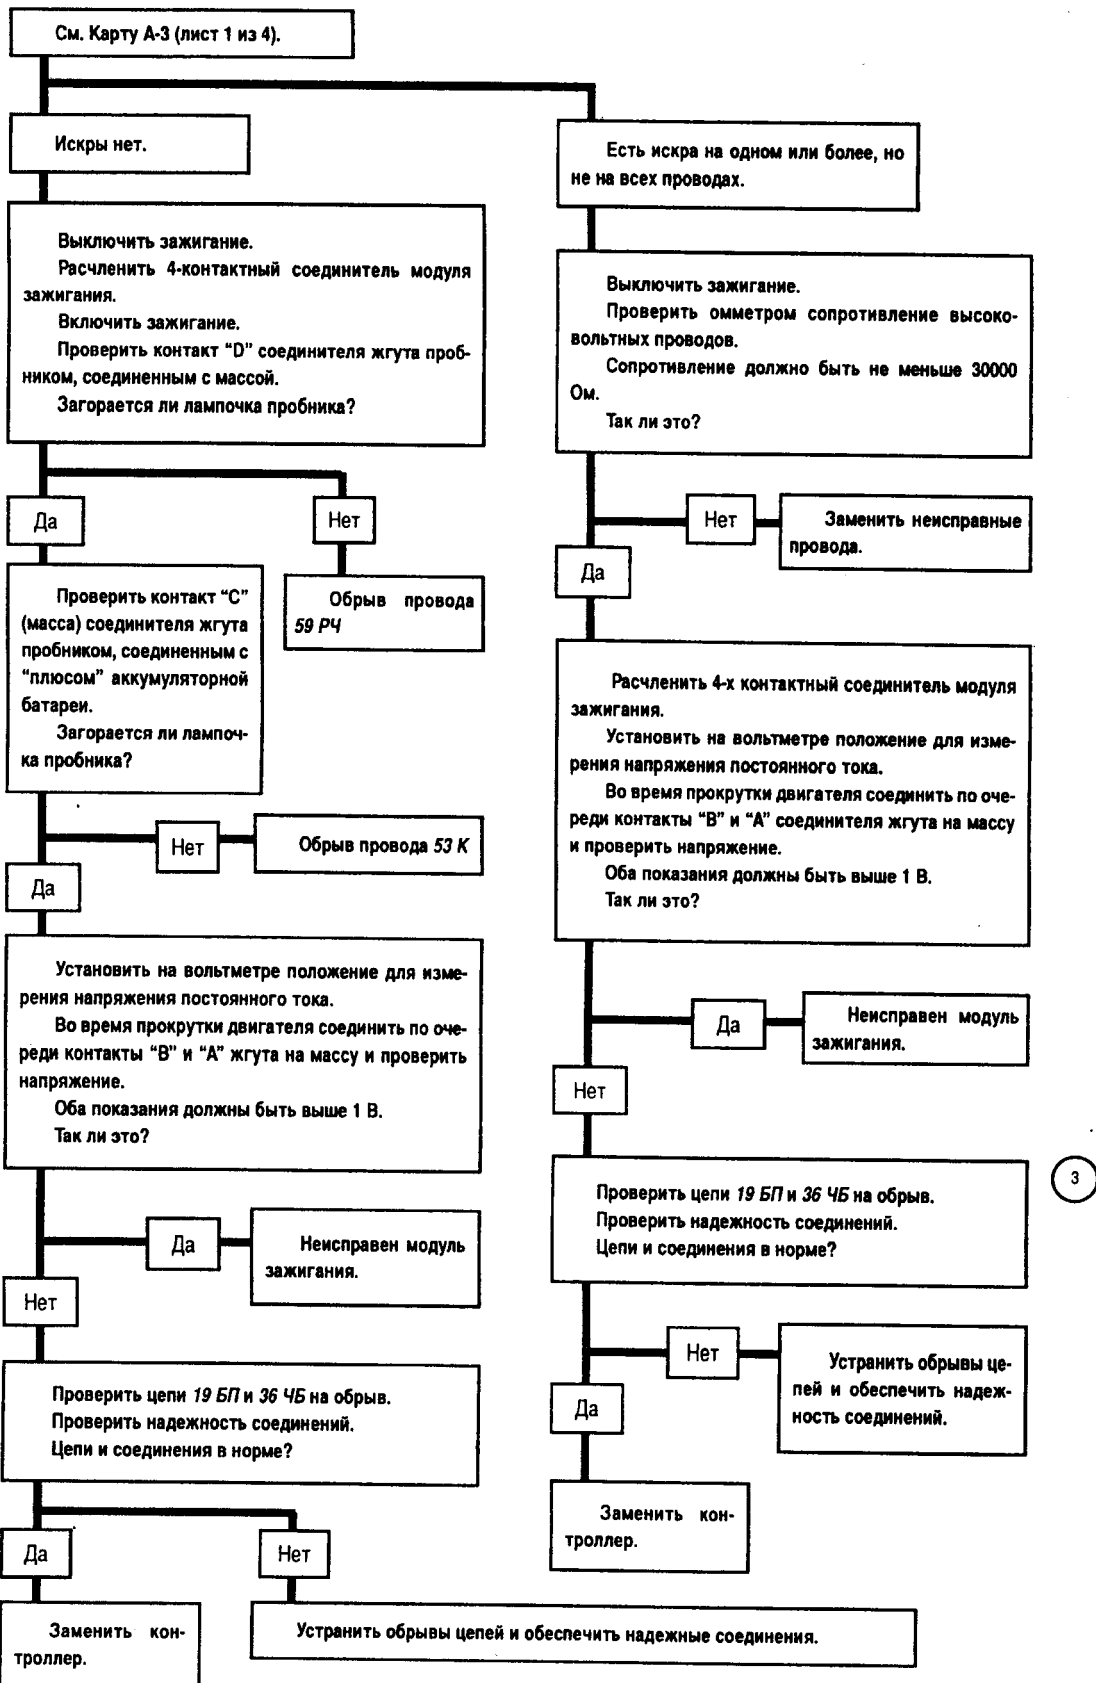 См. Карту А-3 (лист 1 из 4).
Искры нет.
Выключить зажигание.
Расчленить 4-контактный соединитель модуля
зажигания.
Включить зажигание.
Проверить контакт “D” соединителя жгута проб-
ником, соединенным с массой.
Загорается ли лампочка пробника?
Да
Нет
Обрыв провода
59 РЧ
Проверить контакт “С”
(масса) соединителя жгута
пробником, соединенным с
“плюсом” аккумуляторной
батареи.
Загорается ли лампоч-
ка пробника?
Нет
Обрыв провода 53 К
Да
Установить на вольтметре положение для изме-
рения напряжения постоянного тока.
Во время прокрутки двигателя соединить по оче-
реди контакты “В” и “А” жгута на массу и проверить
напряжение.
Оба показания должны быть выше 1 В.
Так ли это?
Да
Неисправен модуль
зажигания.
Нет
Проверить цепи 19 БП и 36 ЧБ на обрыв.
Проверить надежность соединений.
Цепи и соединения в норме?
Да
Нет
Заменить кон-
троллер.
Устранить обрывы цепей и обеспечить надежные соединения.
Есть искра на одном или более, но
не на всех проводах.
Выключить зажигание.
Проверить омметром сопротивление высоко-
вольтных проводов.
Сопротивление должно быть не меньше 30000
Ом.
Так ли это?
Нет
Заменить неисправные
провода.
Да
Расчленить 4-х контактный соединитель модуля
зажигания.
Установить на вольтметре положение для изме-
рения напряжения постоянного тока.
Во время прокрутки двигателя соединить по оче-
реди контакты “В” и “А” соединителя жгута на массу
и проверить напряжение.
Оба показания должны быть выше 1 В.
Так ли это?
Да
Неисправен модуль
зажигания.
Нет
Проверить цепи 19 БП и 36 ЧБ на обрыв.
Проверить надежность соединений.
Цепи и соединения в норме?
Нет
Устранить обрывы це-
пей и обеспечить надеж-
ность соединений.
Да
Заменить кон-
троллер.
3